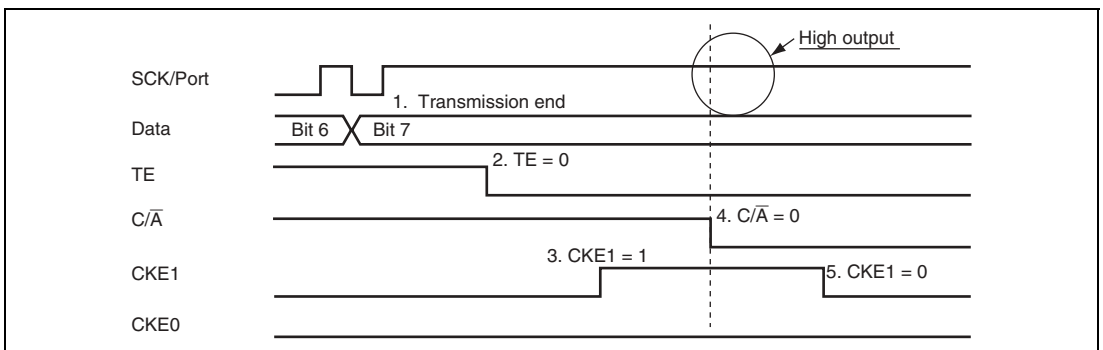 High output
SCK/Port
1. Transmission end
Data
Bit 6
Bit 7
2. TE = 0
TE
C/A̅
4. C/A̅ = 0
3. CKE1 = 1
CKE1
5. CKE1 = 0
CKE0